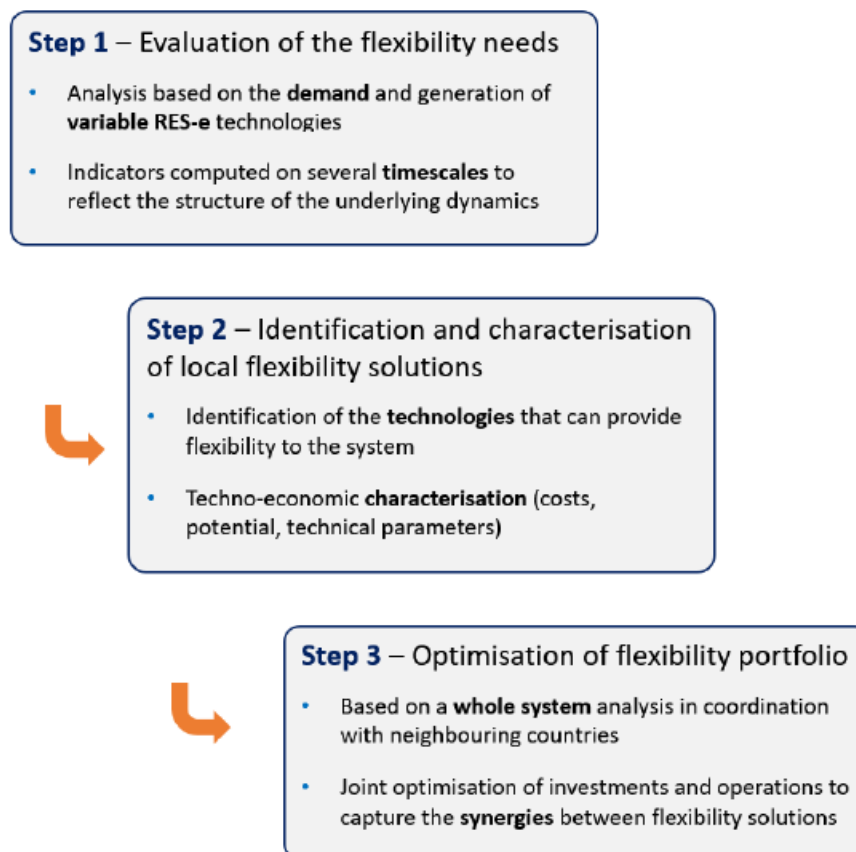 Step 1 – Evaluation of the flexibility needs
• Analysis based on the demand and generation of
variable RES-e technologies
• Indicators computed on several timescales to
reflect the structure of the underlying dynamics
Step 2 – Identification and characterisation
of local flexibility solutions
• Identification of the technologies that can provide
flexibility to the system
• Techno-economic characterisation (costs,
potential, technical parameters)
Step 3 – Optimisation of flexibility portfolio
• Based on a whole system analysis in coordination
with neighbouring countries
• Joint optimisation of investments and operations to
capture the synergies between flexibility solutions